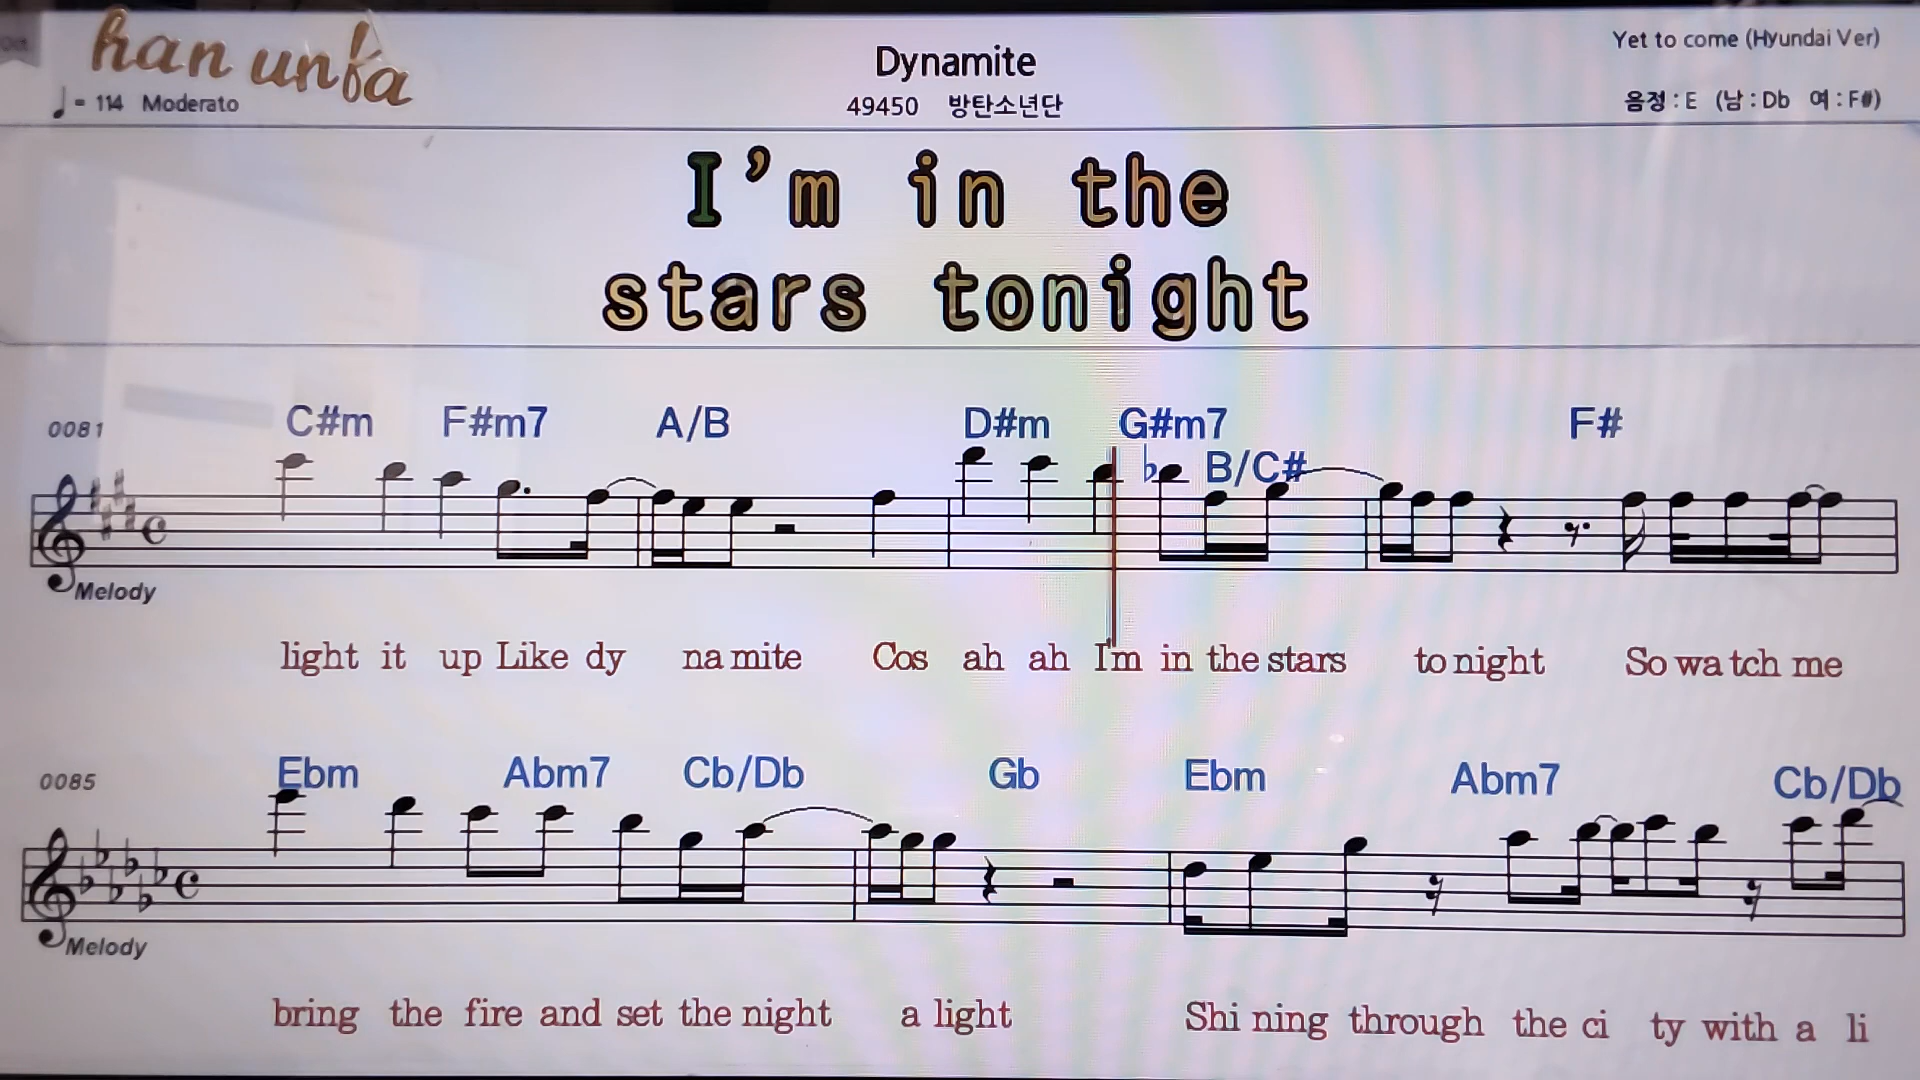 han unba
Dynamite
Yet to come (Hyundai Ver)
♩ = 114 Moderato
49450 방탄소년단
음정 : E (남 : Db 여 : F#)
I'm in the
stars tonight
0081 C#m F#m7 A/B D#m G#m7 F#
B/C#
Melody
light it up Like dy na mite Cos ah ah I'm in the stars to night So wa tch me
0085 Ebm Abm7 Cb/Db Gb Ebm Abm7 Cb/Db
Melody
bring the fire and set the night a light Shi ning through the ci ty with a li